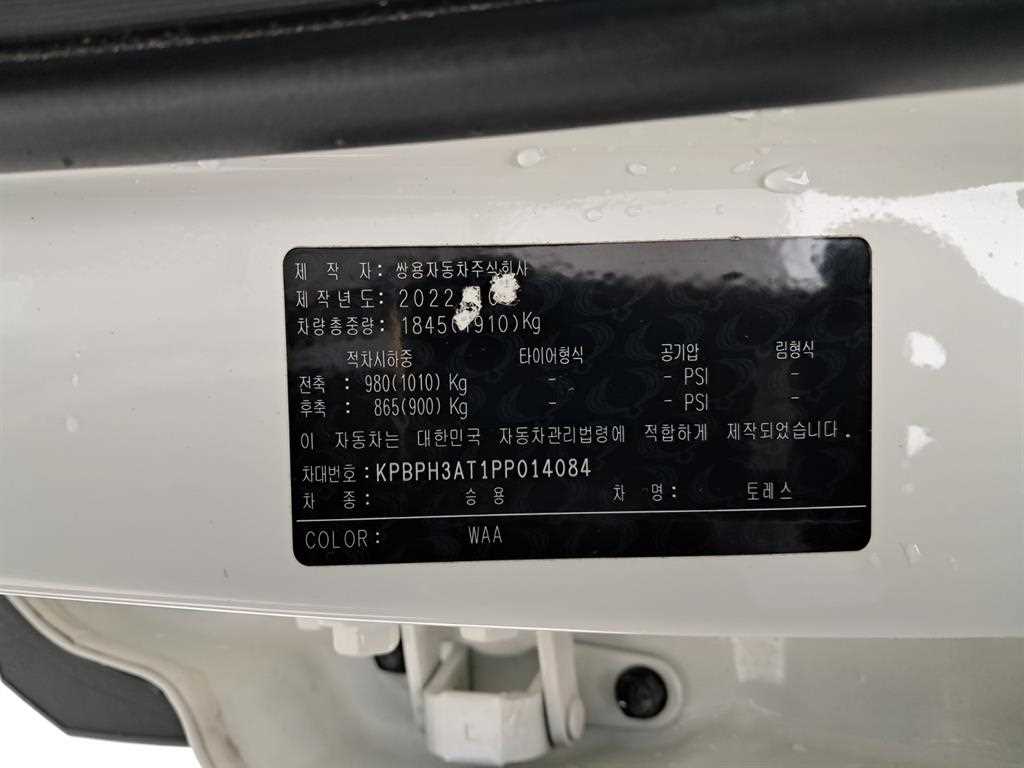 제 작 자: 쌍용자동차주식회사
제작년도: 2022
차량총중량: 1845( 910)Kg
적차시하중 타이어형식 공기압 림형식
전축 : 980(1010) Kg - - PSI -
후축 : 865(900) Kg - - PSI -
이 자동차는 대한민국 자동차관리법령에 적합하게 제작되었습니다.
차대번호: KPBPH3AT1PP014084
차 종: 승 용 차 명: 토레스
COLOR: WAA